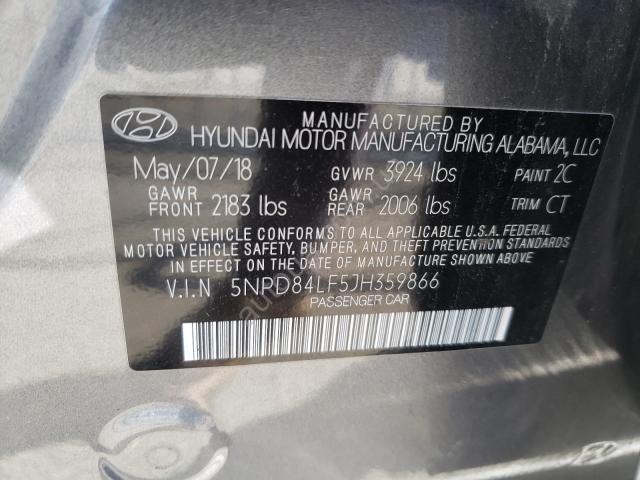 MANUFACTURED BY
HYUNDAI MOTOR MANUFACTURING ALABAMA, LLC
May/07/18 GVWR 3924 lbs PAINT 2C
GAWR FRONT 2183 lbs GAWR REAR 2006 lbs TRIM CT
THIS VEHICLE CONFORMS TO ALL APPLICABLE U.S.A. FEDERAL
MOTOR VEHICLE SAFETY, BUMPER, AND THEFT PREVENTION STANDARDS
IN EFFECT ON THE DATE OF MANUFACTURE SHOWN ABOVE.
V.I.N 5NPD84LF5JH359866
PASSENGER CAR